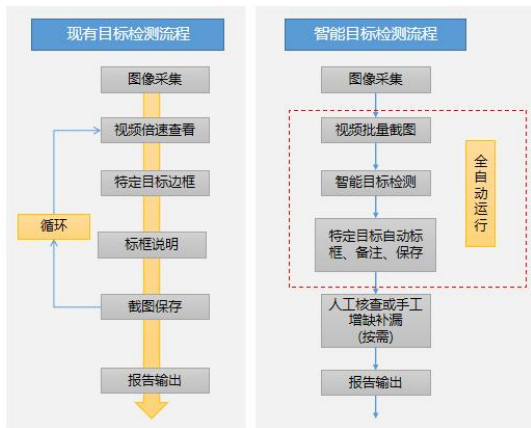 现有目标检测流程
图像采集
视频倍速查看
特定目标边框
循环
标框说明
截图保存
报告输出
智能目标检测流程
图像采集
视频批量截图
智能目标检测
特定目标自动标
框、备注、保存
全
自
动
运
行
人工核查或手工
增缺补漏
(按需)
报告输出